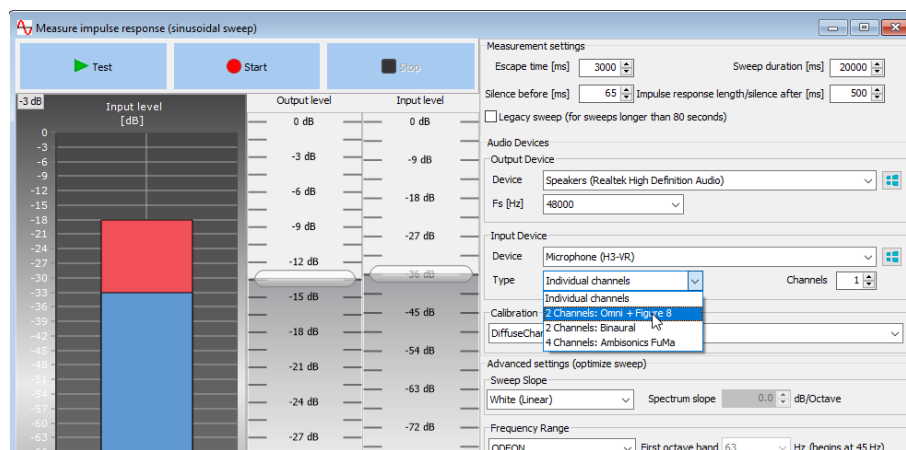 Measure impulse response (sinusoidal sweep)
Test
Start
Stop
-3 dB
Input level
[dB]
0
-3
-6
-9
-12
-15
-18
-21
-24
-27
-30
-33
-36
-39
-42
-45
-48
-51
-54
-57
-60
-63
Output level
0 dB
-3 dB
-6 dB
-9 dB
-12 dB
-15 dB
-18 dB
-21 dB
-24 dB
-27 dB
Input level
0 dB
-9 dB
-18 dB
-27 dB
-36 dB
-45 dB
-54 dB
-63 dB
-72 dB
Measurement settings
Escape time [ms] 3000 Sweep duration [ms] 20000
Silence before [ms] 65 Impulse response length/silence after [ms] 500
Legacy sweep (for sweeps longer than 80 seconds)
Audio Devices
Output Device
Device Speakers (Realtek High Definition Audio)
Fs [Hz] 48000
Input Device
Device Microphone (H3-VR)
Type Individual channels Channels 1
Individual channels
2 Channels: Omni + Figure 8
2 Channels: Binaural
4 Channels: Ambisonics FuMa
Calibration
DiffuseChar
Advanced settings (optimize sweep)
Sweep Slope
White (Linear) Spectrum slope 0.0 dB/Octave
Frequency Range
ODEON First octave band 63 Hz (begins at 45 Hz)